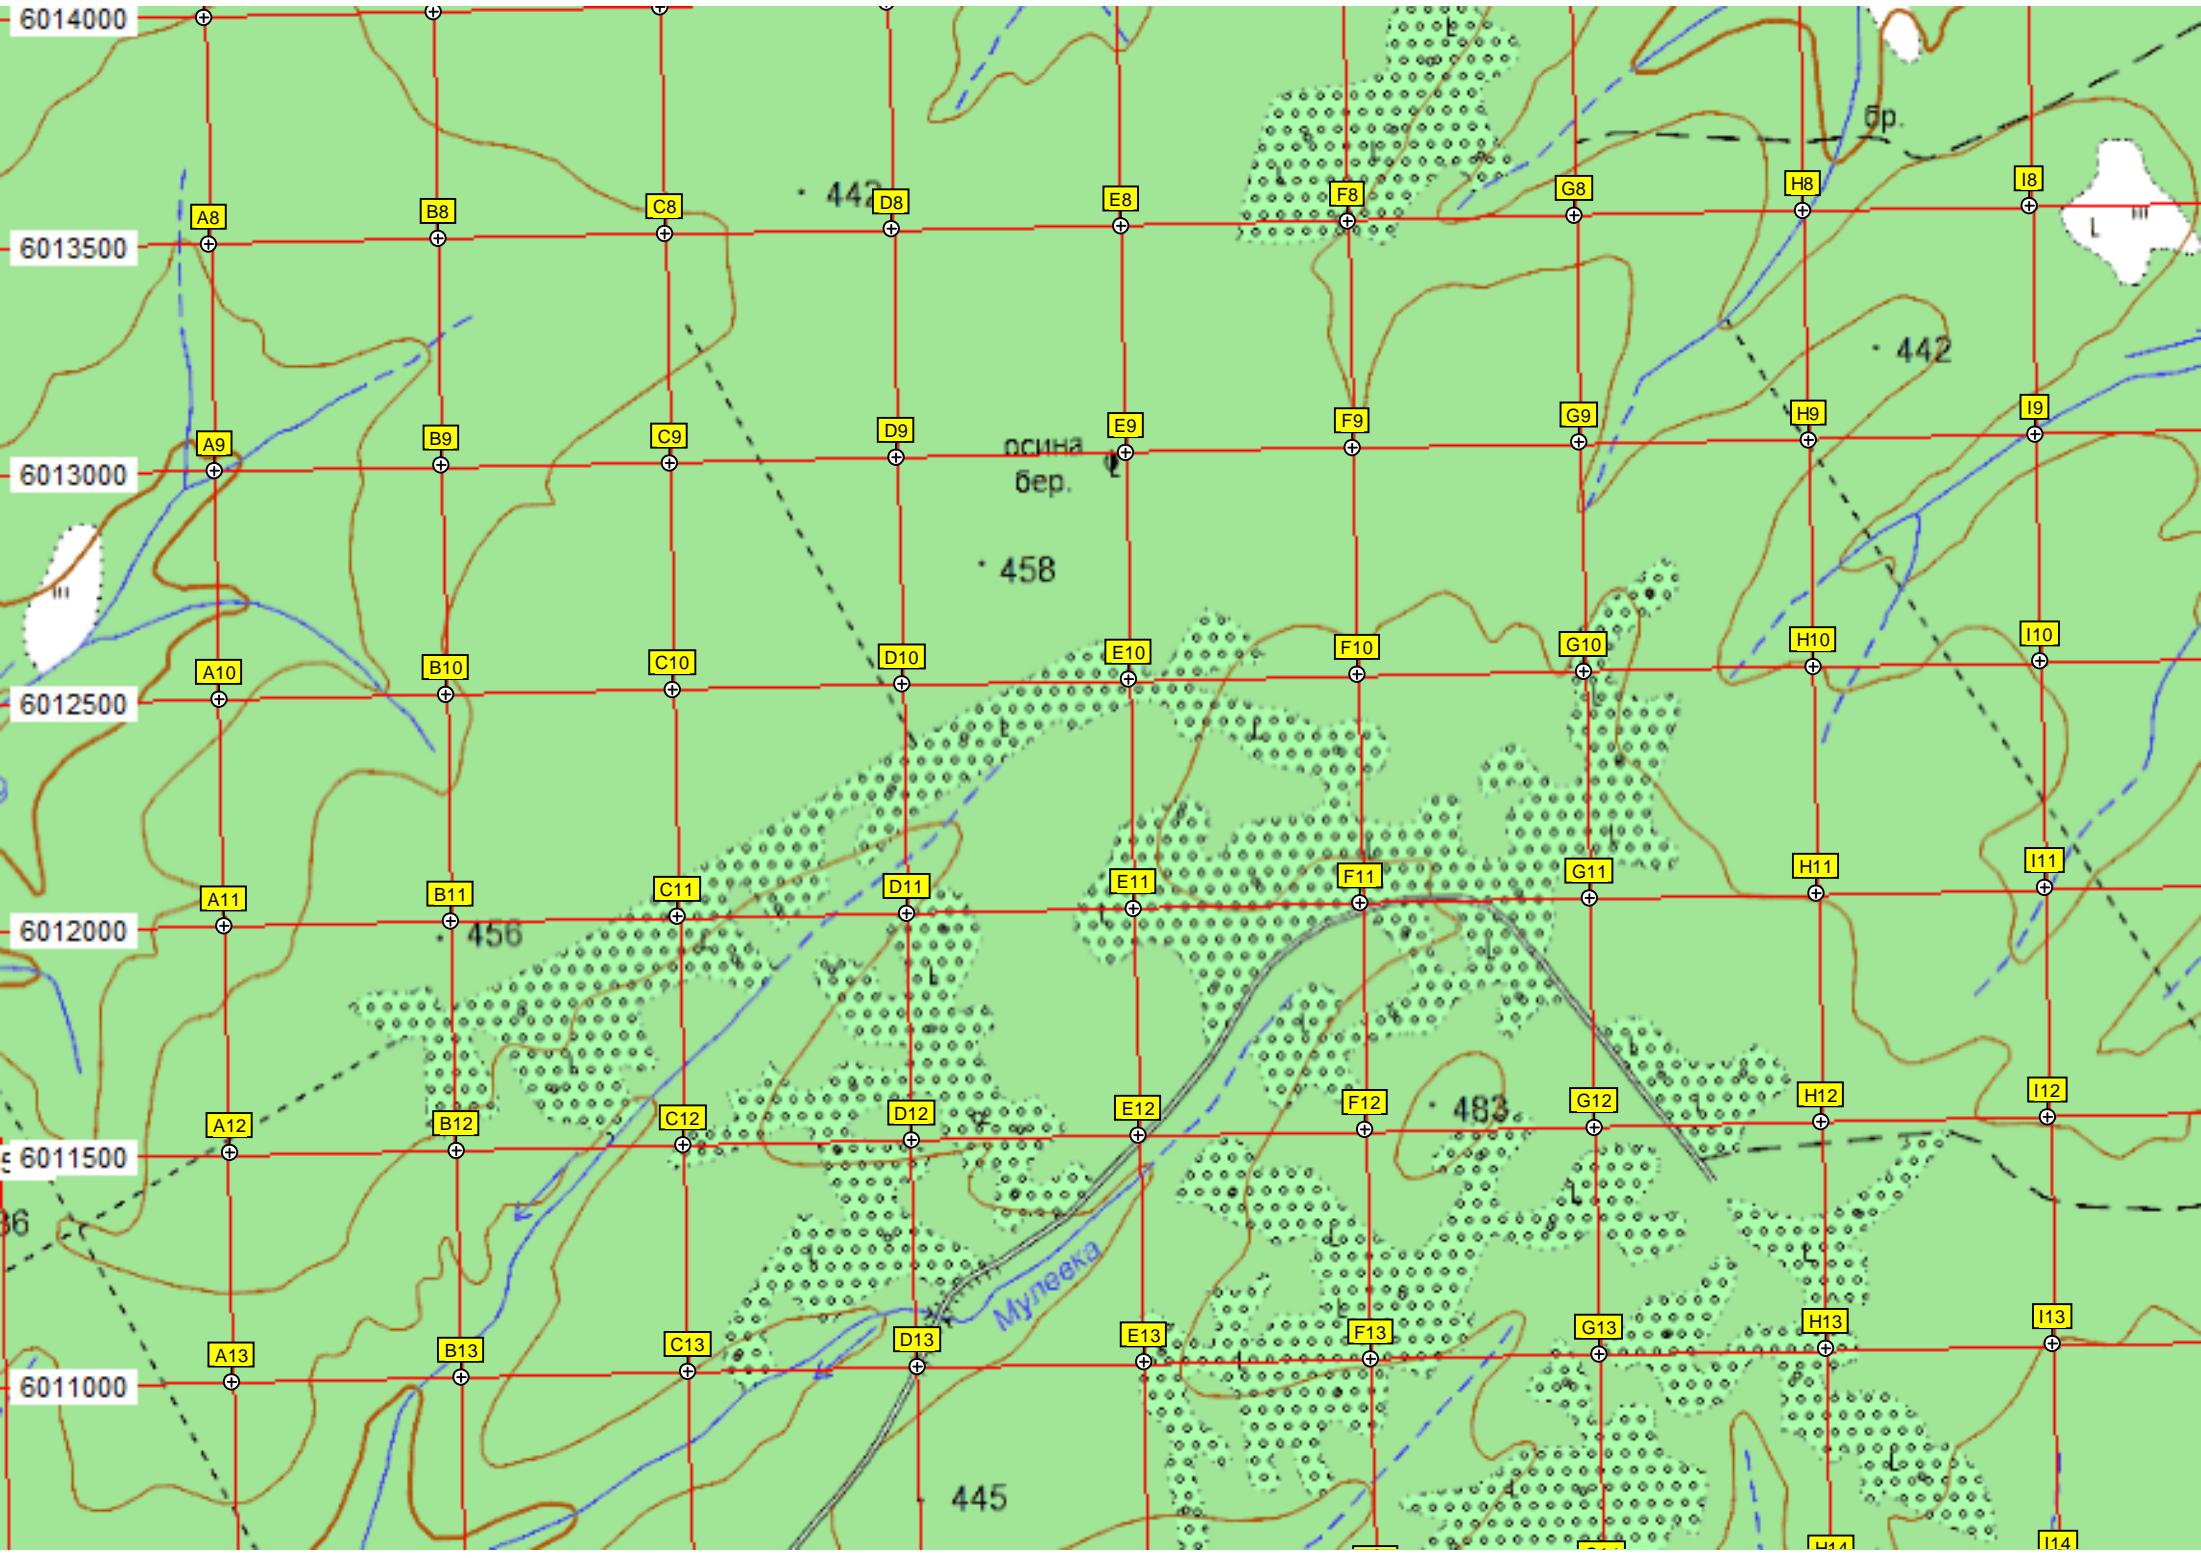 6014000
бр.
A8 B8 C8 442 D8 E8 F8 G8 H8 I8
6013500
442
A9 B9 C9 D9 E9 F9 G9 H9 I9
осина
бер.
6013000
458
A10 B10 C10 D10 E10 F10 G10 H10 I10
6012500
A11 B11 C11 D11 E11 F11 G11 H11 I11
6012000
456
A12 B12 C12 D12 E12 F12 483 G12 H12 I12
6011500
36
Мулевка
A13 B13 C13 D13 E13 F13 G13 H13 I13
6011000
445
H14 I14